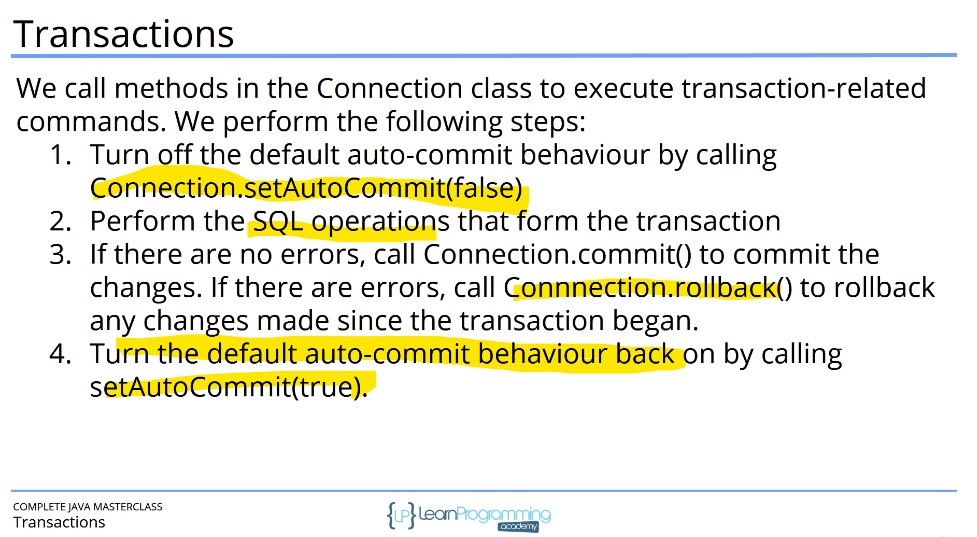 Transactions
We call methods in the Connection class to execute transaction-related
commands. We perform the following steps:
1. Turn off the default auto-commit behaviour by calling
Connection.setAutoCommit(false)
2. Perform the SQL operations that form the transaction
3. If there are no errors, call Connection.commit() to commit the
changes. If there are errors, call Connnection.rollback() to rollback
any changes made since the transaction began.
4. Turn the default auto-commit behaviour back on by calling
setAutoCommit(true).
COMPLETE JAVA MASTERCLASS
Transactions
{LP} LearnProgramming
academy